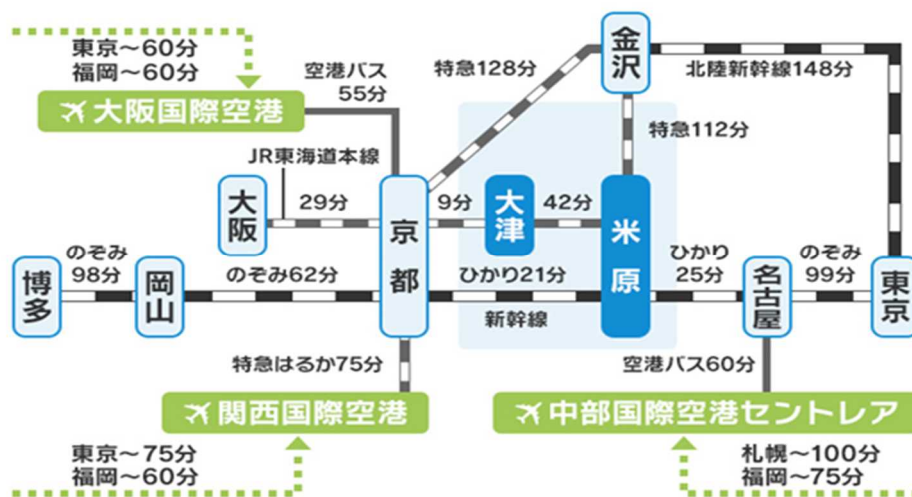 東京～60分
福岡～60分
大阪国際空港
空港バス
55分
特急128分
金沢
北陸新幹線148分
特急112分
JR東海道本線
大阪
29分
京都
9分
大津
42分
米原
博多
のぞみ
98分
岡山
のぞみ62分
ひかり21分
新幹線
ひかり
25分
名古屋
のぞみ
99分
東京
特急はるか75分
空港バス60分
関西国際空港
中部国際空港セントレア
東京～75分
福岡～60分
札幌～100分
福岡～75分